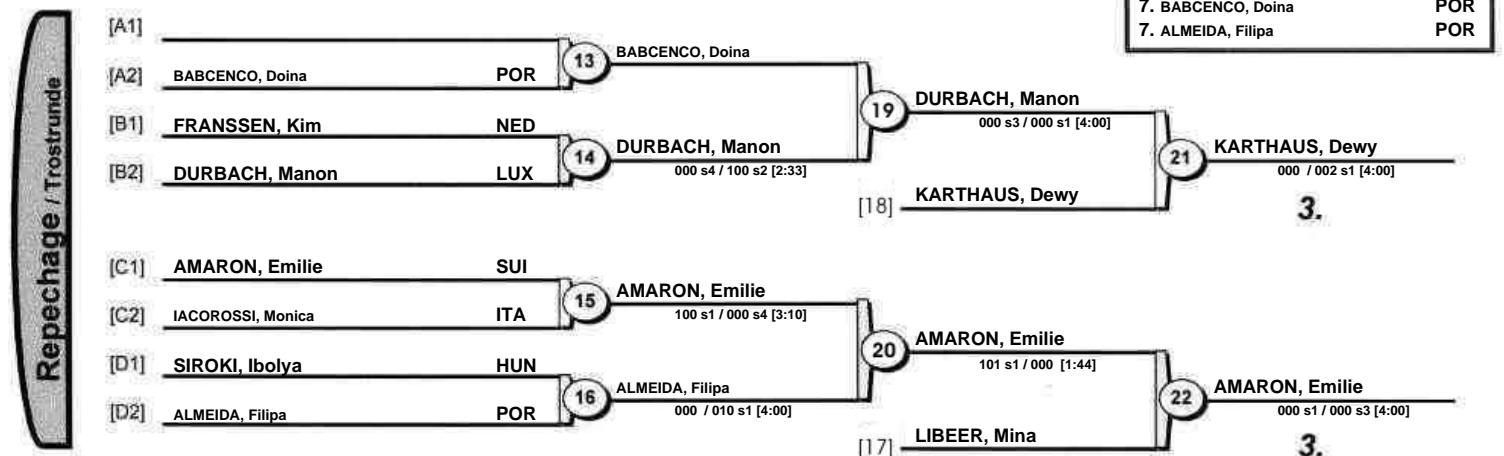 7. BABCENCO, Doina POR
7. ALMEIDA, Filipa POR
Repechage / Trostrunde
[A1]
[A2] BABCENCO, Doina POR
13 BABCENCO, Doina
[B1] FRANSSEN, Kim NED
[B2] DURBACH, Manon LUX
14 DURBACH, Manon
000 s4 / 100 s2 [2:33]
19 DURBACH, Manon
000 s3 / 000 s1 [4:00]
[18] KARTHAUS, Dewy
21 KARTHAUS, Dewy
000 / 002 s1 [4:00]
3.
[C1] AMARON, Emilie SUI
[C2] IACOROSSI, Monica ITA
15 AMARON, Emilie
100 s1 / 000 s4 [3:10]
[D1] SIROKI, Ibolya HUN
[D2] ALMEIDA, Filipa POR
16 ALMEIDA, Filipa
000 / 010 s1 [4:00]
20 AMARON, Emilie
101 s1 / 000 [1:44]
[17] LIBEER, Mina
22 AMARON, Emilie
000 s1 / 000 s3 [4:00]
3.